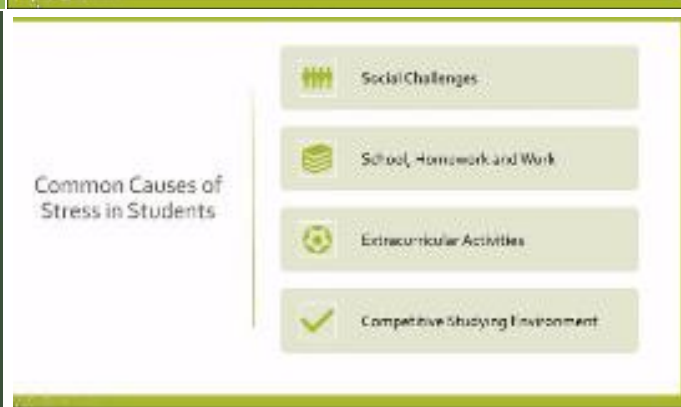 Common Causes of
Stress in Students
Social Challenges
School, Homework and Work
Extracurricular Activities
Competitive Studying Environment